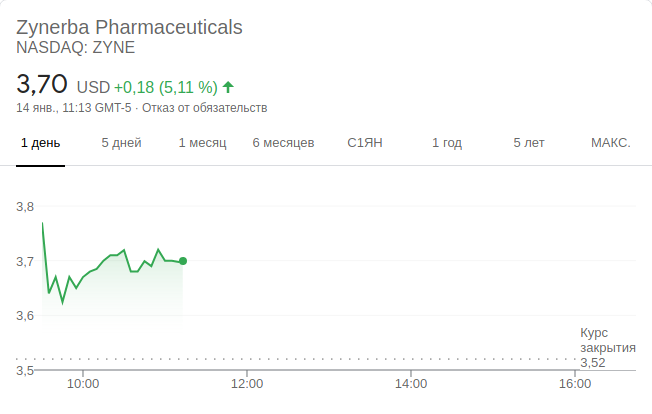 Zynerba Pharmaceuticals
NASDAQ: ZYNE
3,70 USD +0,18 (5,11 %)
14 янв., 11:13 GMT-5 · Отказ от обязательств
1 день 5 дней 1 месяц 6 месяцев С1ЯН 1 год 5 лет МАКС.
3,8
3,7
3,6
Курс
закрытия
3,52
3,5
10:00 12:00 14:00 16:00